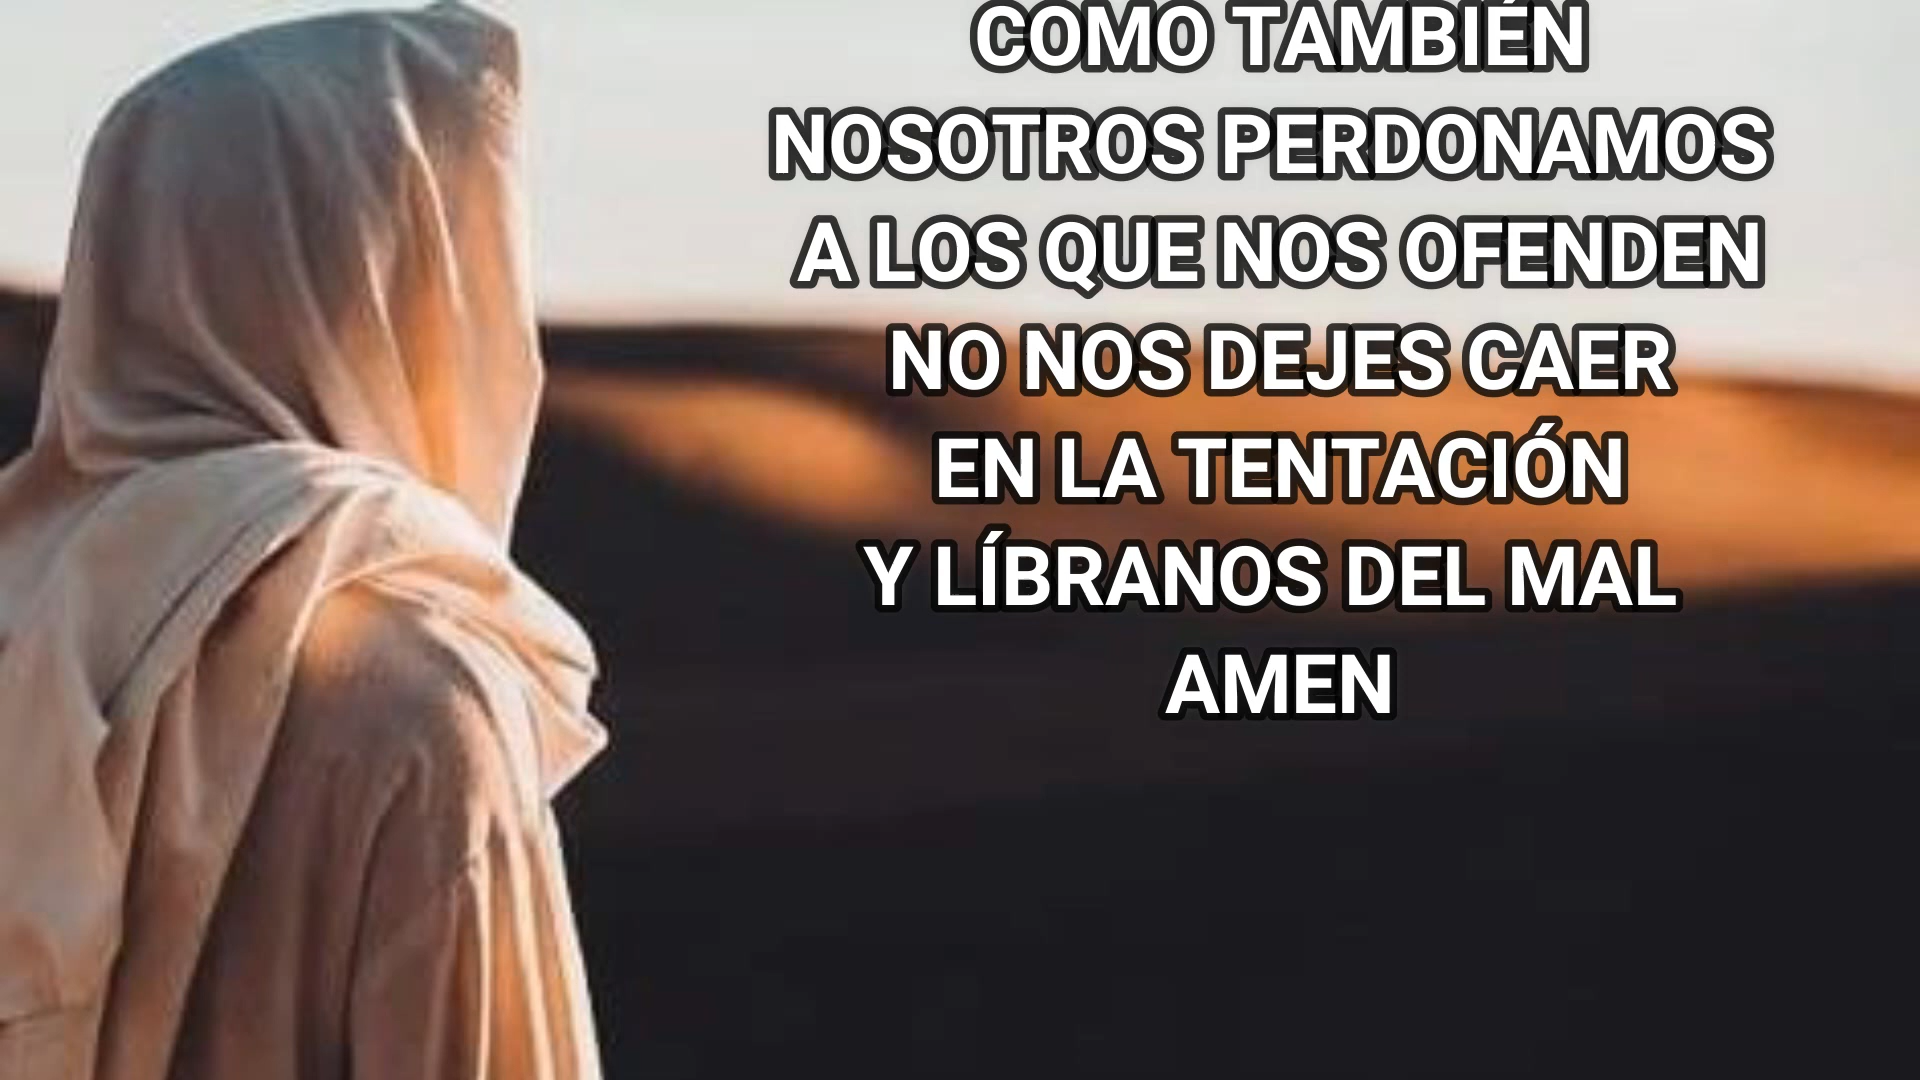 COMO TAMBIÉN
NOSOTROS PERDONAMOS
A LOS QUE NOS OFENDEN
NO NOS DEJES CAER
EN LA TENTACIÓN
Y LÍBRANOS DEL MAL
AMEN